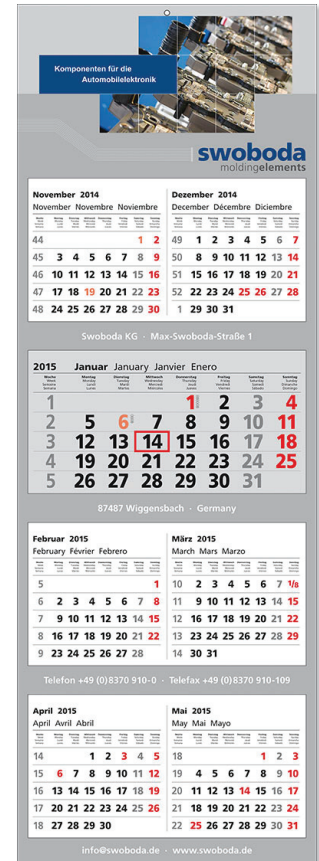 Komponenten für die
Automobilelektronik
swoboda
moldingelements
November 2014
November Novembre Noviembre
44 1 2
45 3 4 5 6 7 8 9
46 10 11 12 13 14 15 16
47 17 18 19 20 21 22 23
48 24 25 26 27 28 29 30
Dezember 2014
December Décembre Diciembre
49 1 2 3 4 5 6 7
50 8 9 10 11 12 13 14
51 15 16 17 18 19 20 21
52 22 23 24 25 26 27 28
1 29 30 31
Swoboda KG · Max-Swoboda-Straße 1
2015 Januar January Janvier Enero
Woche Montag Dienstag Mittwoch Donnerstag Freitag Samstag Sonntag
1 1 2 3 4
2 5 6 7 8 9 10 11
3 12 13 14 15 16 17 18
4 19 20 21 22 23 24 25
5 26 27 28 29 30 31
87487 Wiggensbach · Germany
Februar 2015
February Février Febrero
5 1
6 2 3 4 5 6 7 8
7 9 10 11 12 13 14 15
8 16 17 18 19 20 21 22
9 23 24 25 26 27 28
März 2015
March Mars Marzo
10 2 3 4 5 6 7 1/8
11 9 10 11 12 13 14 15
12 16 17 18 19 20 21 22
13 23 24 25 26 27 28 29
14 30 31
Telefon +49 (0)8370 910-0 · Telefax +49 (0)8370 910-109
April 2015
April Avril Abril
14 1 2 3 4 5
15 6 7 8 9 10 11 12
16 13 14 15 16 17 18 19
17 20 21 22 23 24 25 26
18 27 28 29 30
Mai 2015
May Mai Mayo
18 1 2 3
19 4 5 6 7 8 9 10
20 11 12 13 14 15 16 17
21 18 19 20 21 22 23 24
22 25 26 27 28 29 30 31
info@swoboda.de · www.swoboda.de